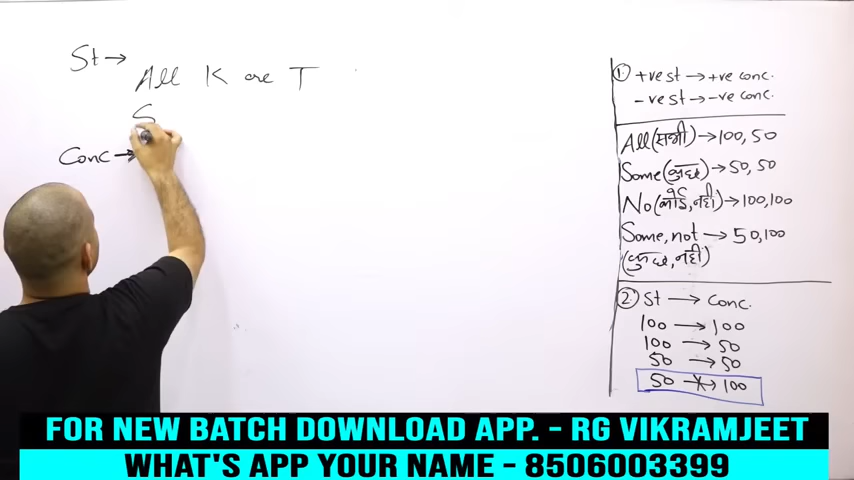 St →
All K are T
S
Conc →
① +ve st → +ve conc.
-ve st → -ve conc.
All (सभी) → 100, 50
Some (कुछ) → 50, 50
No (कोई, नहीं) → 100, 100
Some, not → 50, 100
(कुछ, नहीं)
② St → Conc.
100 → 100
100 → 50
50 → 50
50 → 100
FOR NEW BATCH DOWNLOAD APP. - RG VIKRAMJEET
WHAT'S APP YOUR NAME - 8506003399